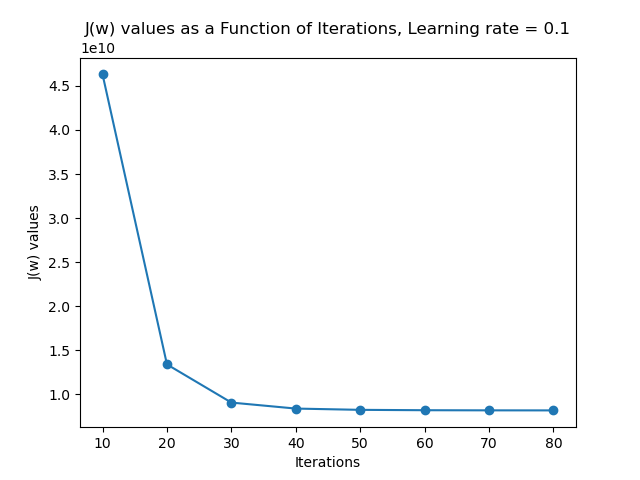 J(w) values as a Function of Iterations, Learning rate = 0.1
1e10
4.5
4.0
3.5
3.0
2.5
2.0
1.5
1.0
J(w) values
10 20 30 40 50 60 70 80
Iterations